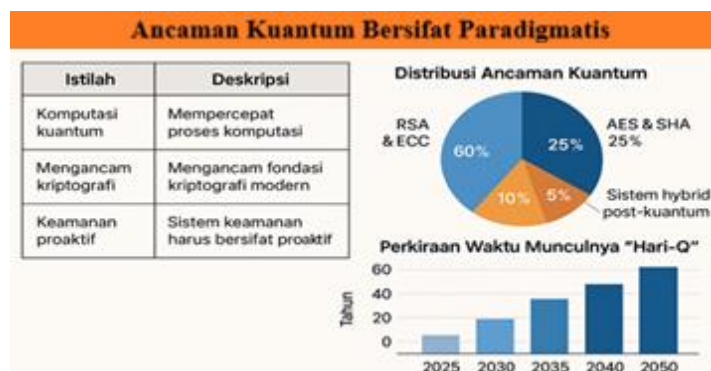 Ancaman Kuantum Bersifat Paradigmatis
Istilah Deskripsi
Komputasi kuantum Mempercepat proses komputasi
Mengancam kriptografi Mengancam fondasi kriptografi modern
Keamanan proaktif Sistem keamanan harus bersifat proaktif
Distribusi Ancaman Kuantum
RSA
& ECC
60%
25%
AES & SHA
25%
10%
5%
Sistem hybrid
post-kuantum
Perkiraan Waktu Munculnya "Hari-Q"
Tahun
60
40
20
0
2025 2030 2035 2040 2050